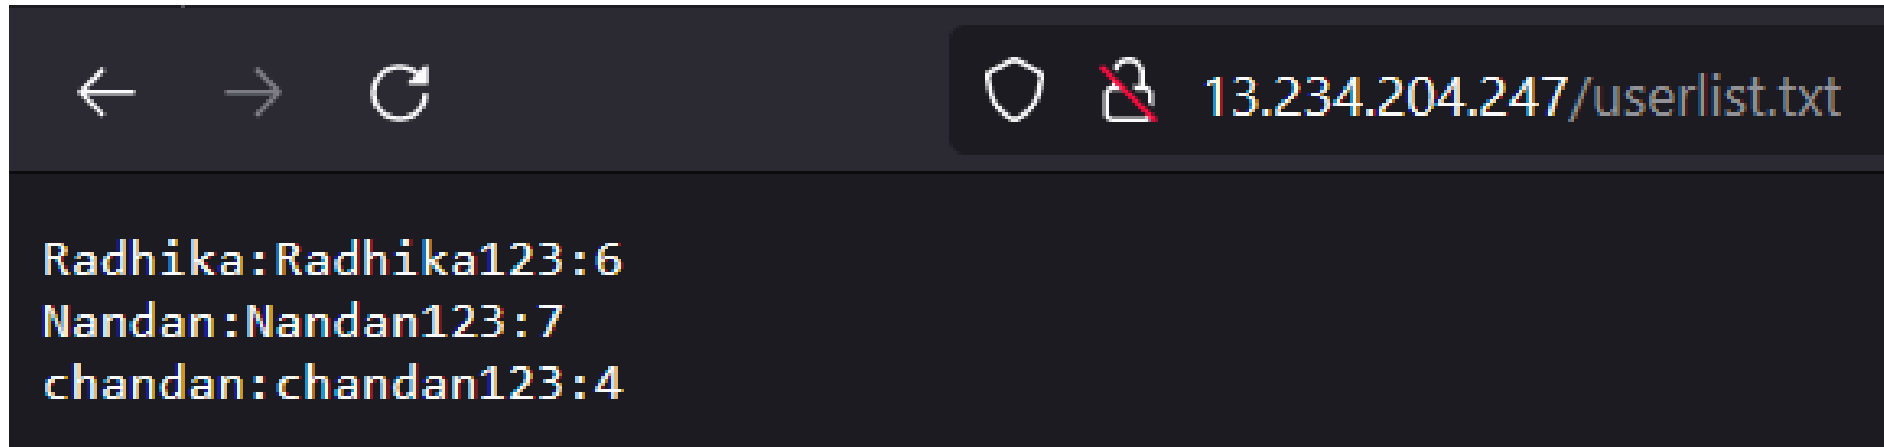 13.234.204.247/userlist.txt
Radhika:Radhika123:6
Nandan:Nandan123:7
chandan:chandan123:4